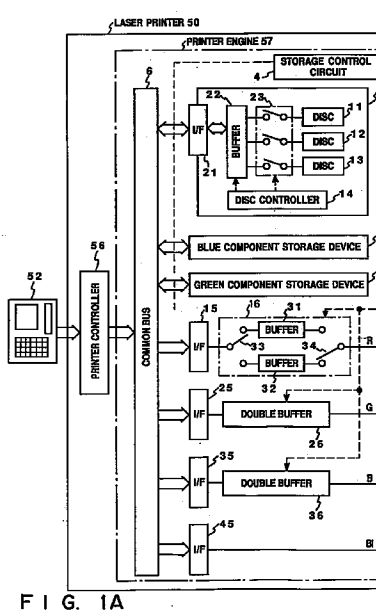 LASER PRINTER 50
PRINTER ENGINE 57
STORAGE CONTROL
CIRCUIT
4
6
22
23
I/F
BUFFER
DISC
11
DISC
12
DISC
13
21
DISC CONTROLLER
14
BLUE COMPONENT STORAGE DEVICE
GREEN COMPONENT STORAGE DEVICE
52
56
PRINTER CONTROLLER
COMMON BUS
15
16
31
I/F
BUFFER
33
34
R
BUFFER
32
25
I/F
DOUBLE BUFFER
G
26
35
I/F
DOUBLE BUFFER
B
36
45
I/F
Bl
F I G. 1A